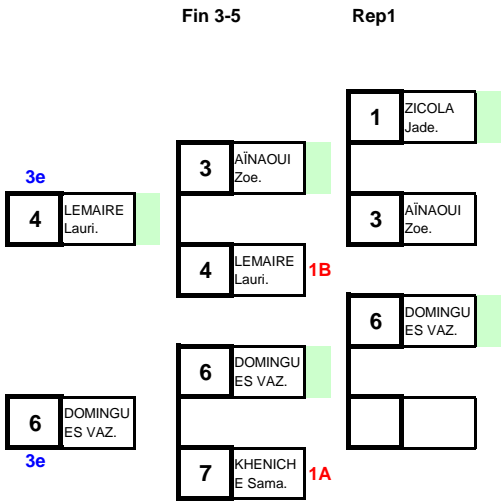 Fin 3-5
Rep1
1
ZICOLA
Jade.
3
AÏNAOUI
Zoe.
3e
4
LEMAIRE
Lauri.
3
AÏNAOUI
Zoe.
4
LEMAIRE
Lauri.
1B
6
DOMINGU
ES VAZ.
6
DOMINGU
ES VAZ.
6
DOMINGU
ES VAZ.
3e
7
KHENICH
E Sama.
1A